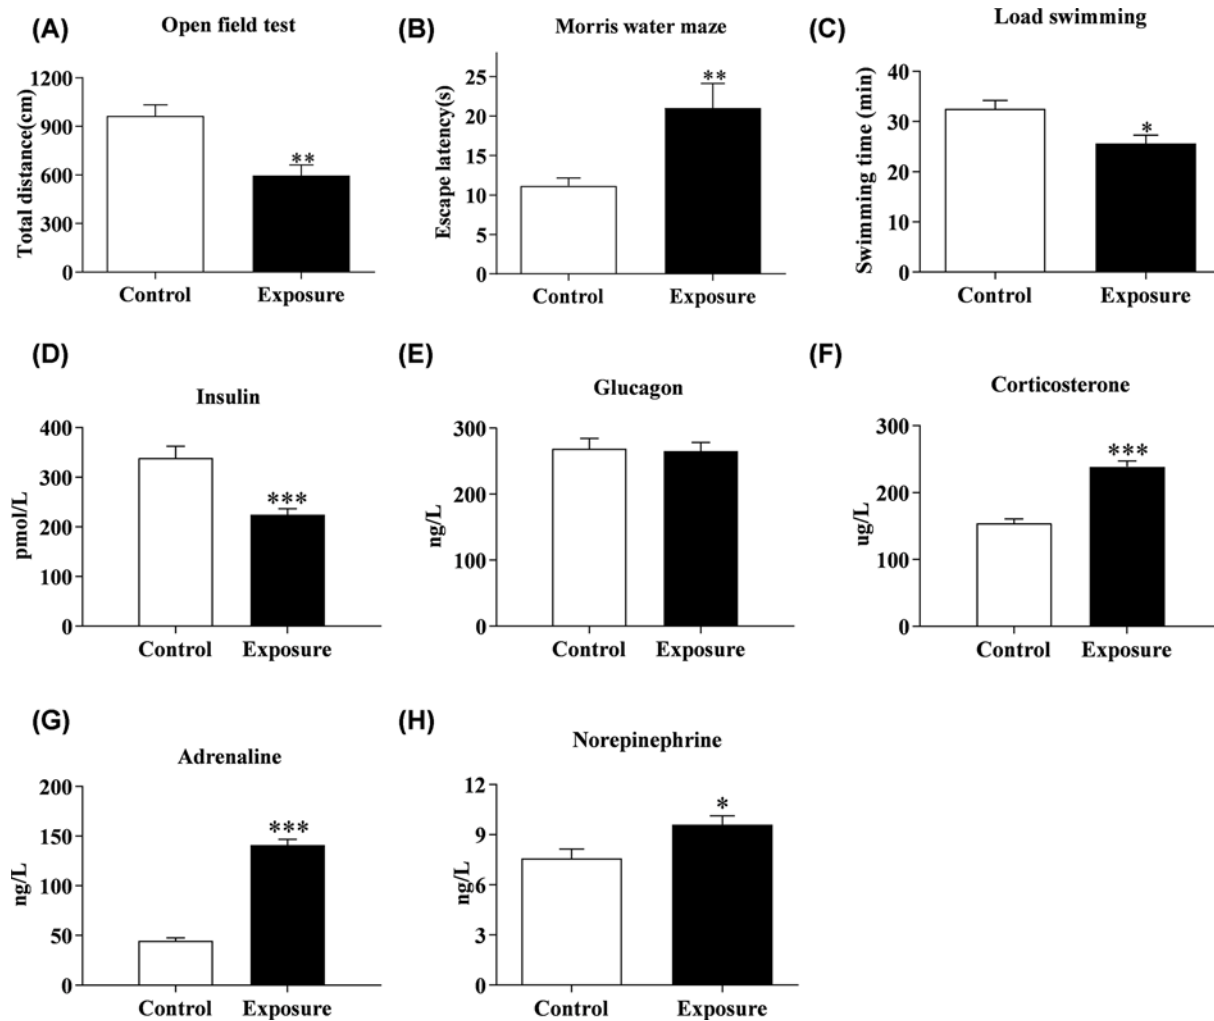 (A)
Open field test
Total distance(cm)
1200
900
600
300
0
**
Control
Exposure
(B)
Morris water maze
Escape latency(s)
25
20
15
10
5
0
**
Control
Exposure
(C)
Load swimming
Swimming time (min)
40
30
20
10
0
*
Control
Exposure
(D)
Insulin
pmol/L
400
300
200
100
0
***
Control
Exposure
(E)
Glucagon
ng/L
300
200
100
0
Control
Exposure
(F)
Corticosterone
ug/L
300
200
100
0
***
Control
Exposure
(G)
Adrenaline
ng/L
200
150
100
50
0
***
Control
Exposure
(H)
Norepinephrine
ng/L
12
9
6
3
0
*
Control
Exposure